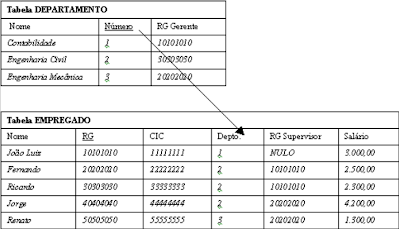 Tabela DEPARTAMENTO
Nome Número RG Gerente
Contabilidade 1 10101010
Engenharia Civil 2 30303030
Engenharia Mecânica 3 20202020
Tabela EMPREGADO
Nome RG CIC Depto. RG Supervisor Salário
João Luiz 10101010 11111111 1 NULO 3.000,00
Fernando 20202020 22222222 2 10101010 2.500,00
Ricardo 30303030 33333333 2 10101010 2.300,00
Jorge 40404040 44444444 2 20202020 4.200,00
Renato 50505050 55555555 3 20202020 1.300,00